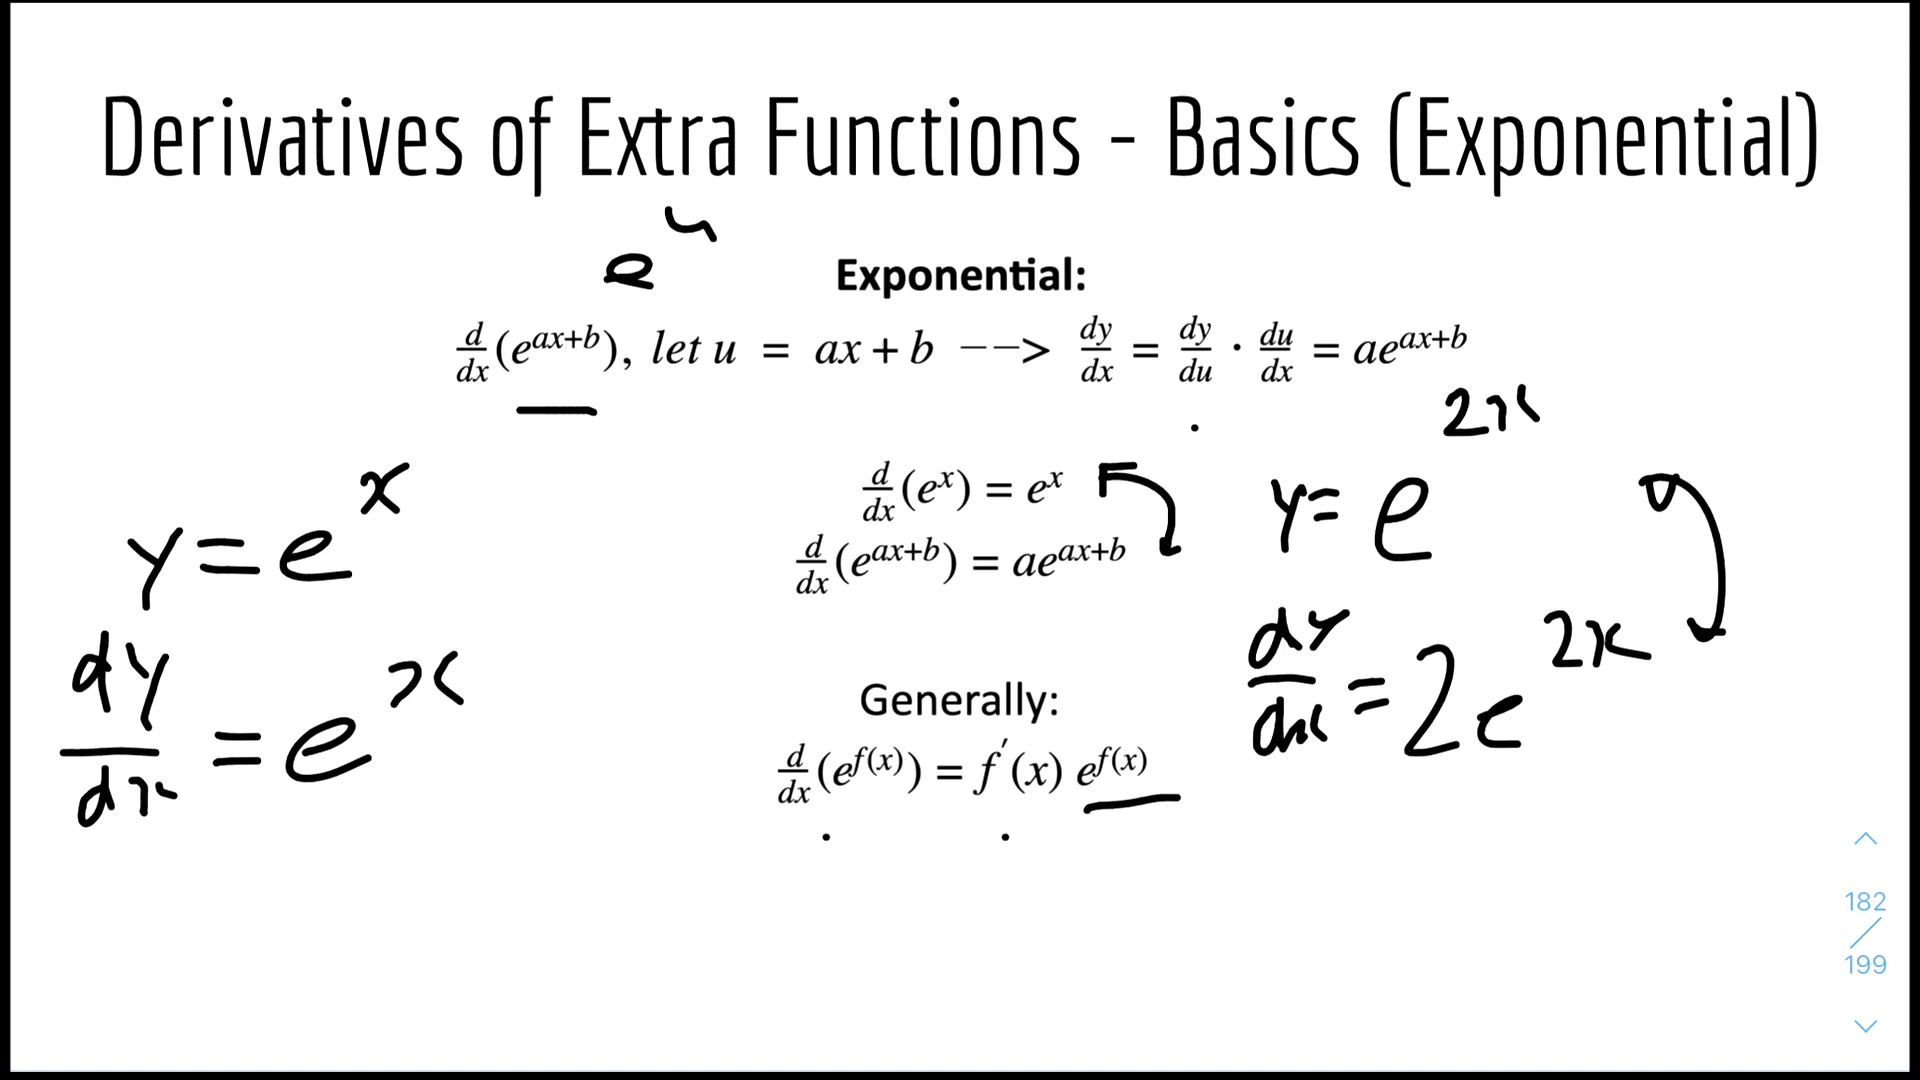 Derivatives of Extra Functions - Basics (Exponential)
e^u
Exponential:
d/dx (e^{ax+b}), let u = ax + b --> dy/dx = dy/du · du/dx = ae^{ax+b}
d/dx (e^x) = e^x
d/dx (e^{ax+b}) = ae^{ax+b}
y = e^x
dy/dx = e^x
y = e^{2x}
dy/dx = 2e^{2x}
Generally:
d/dx (e^{f(x)}) = f'(x) e^{f(x)}
182
/
199